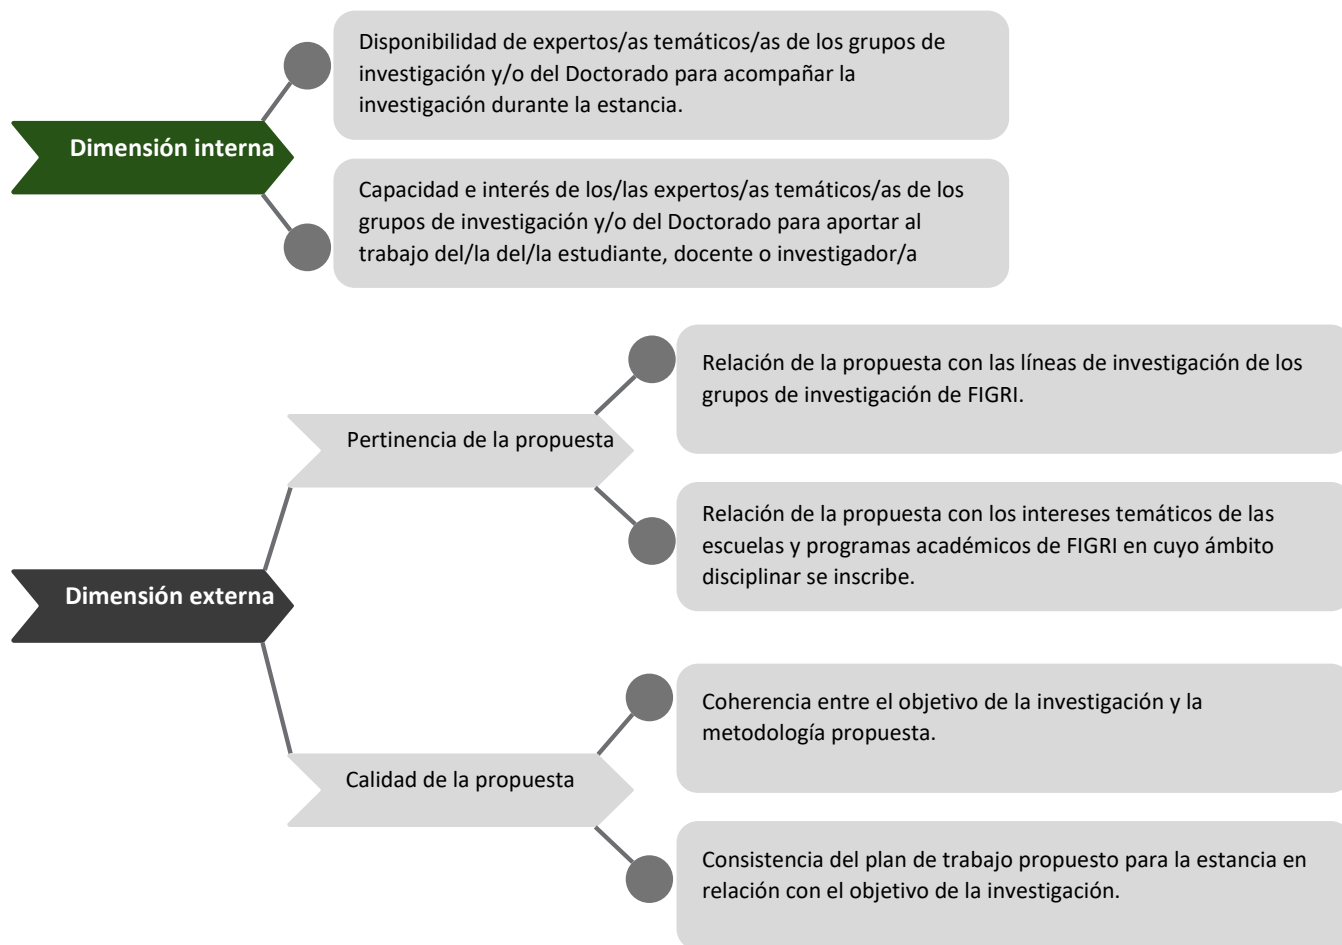 Dimensión interna
Disponibilidad de expertos/as temáticos/as de los grupos de
investigación y/o del Doctorado para acompañar la
investigación durante la estancia.
Capacidad e interés de los/las expertos/as temáticos/as de los
grupos de investigación y/o del Doctorado para aportar al
trabajo del/la del/la estudiante, docente o investigador/a
Dimensión externa
Pertinencia de la propuesta
Relación de la propuesta con las líneas de investigación de los
grupos de investigación de FIGRI.
Relación de la propuesta con los intereses temáticos de las
escuelas y programas académicos de FIGRI en cuyo ámbito
disciplinar se inscribe.
Calidad de la propuesta
Coherencia entre el objetivo de la investigación y la
metodología propuesta.
Consistencia del plan de trabajo propuesto para la estancia en
relación con el objetivo de la investigación.